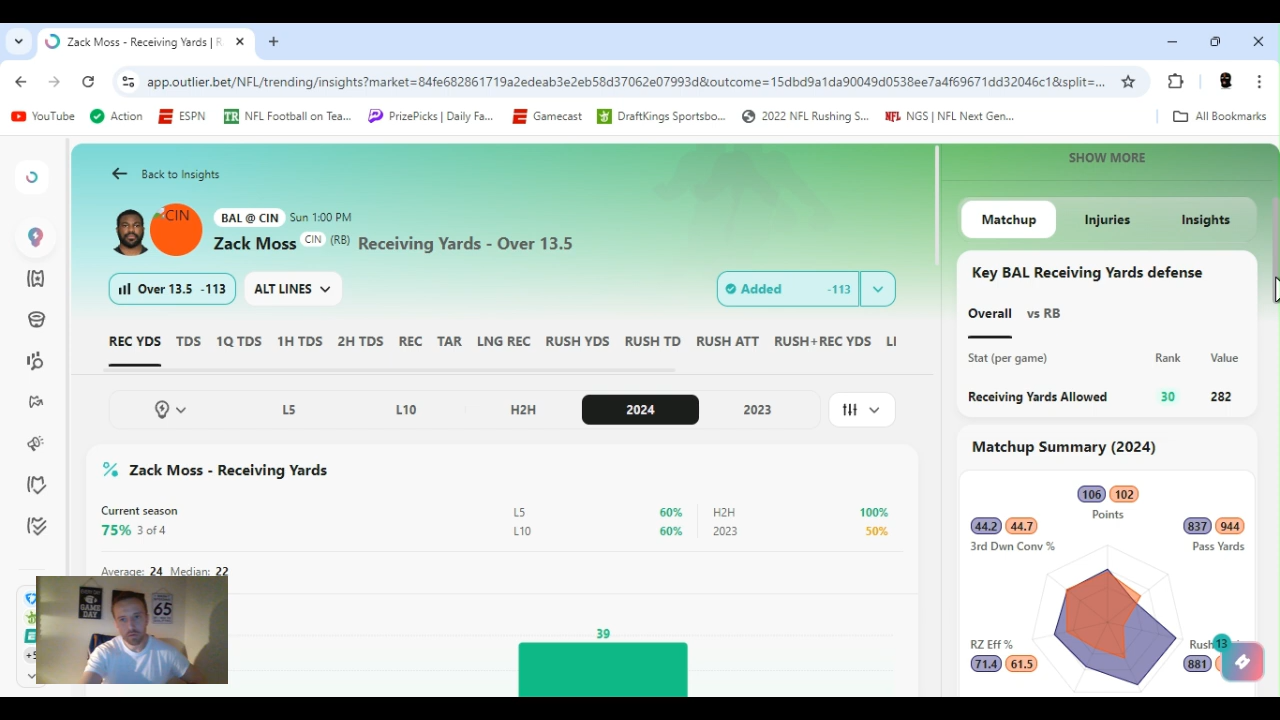 Zack Moss - Receiving Yards | R
app.outlier.bet/NFL/trending/insights?market=84fe682861719a2edeab3e2eb58d37062e07993d&outcome=15dbd9a1da90049d0538ee7a4f69671dd32046c1&split=...
YouTube Action ESPN NFL Football on Tea... PrizePicks | Daily Fa... Gamecast DraftKings Sportsbo... 2022 NFL Rushing S... NGS | NFL Next Gen... All Bookmarks
Back to Insights
CIN
BAL @ CIN Sun 1:00 PM
Zack Moss CIN (RB) Receiving Yards - Over 13.5
Over 13.5 -113 ALT LINES Added -113
REC YDS TDS 1Q TDS 1H TDS 2H TDS REC TAR LNG REC RUSH YDS RUSH TD RUSH ATT RUSH+REC YDS
L5 L10 H2H 2024 2023
Zack Moss - Receiving Yards
Current season
75% 3 of 4
L5 60% H2H 100%
L10 60% 2023 50%
Average: 24 Median: 22
39
GAME DAY
65
SHOW MORE
Matchup Injuries Insights
Key BAL Receiving Yards defense
Overall vs RB
Stat (per game) Rank Value
Receiving Yards Allowed 30 282
Matchup Summary (2024)
106 102
Points
44.2 44.7
3rd Dwn Conv %
837 944
Pass Yards
RZ Eff %
71.4 61.5
Rush
13
881